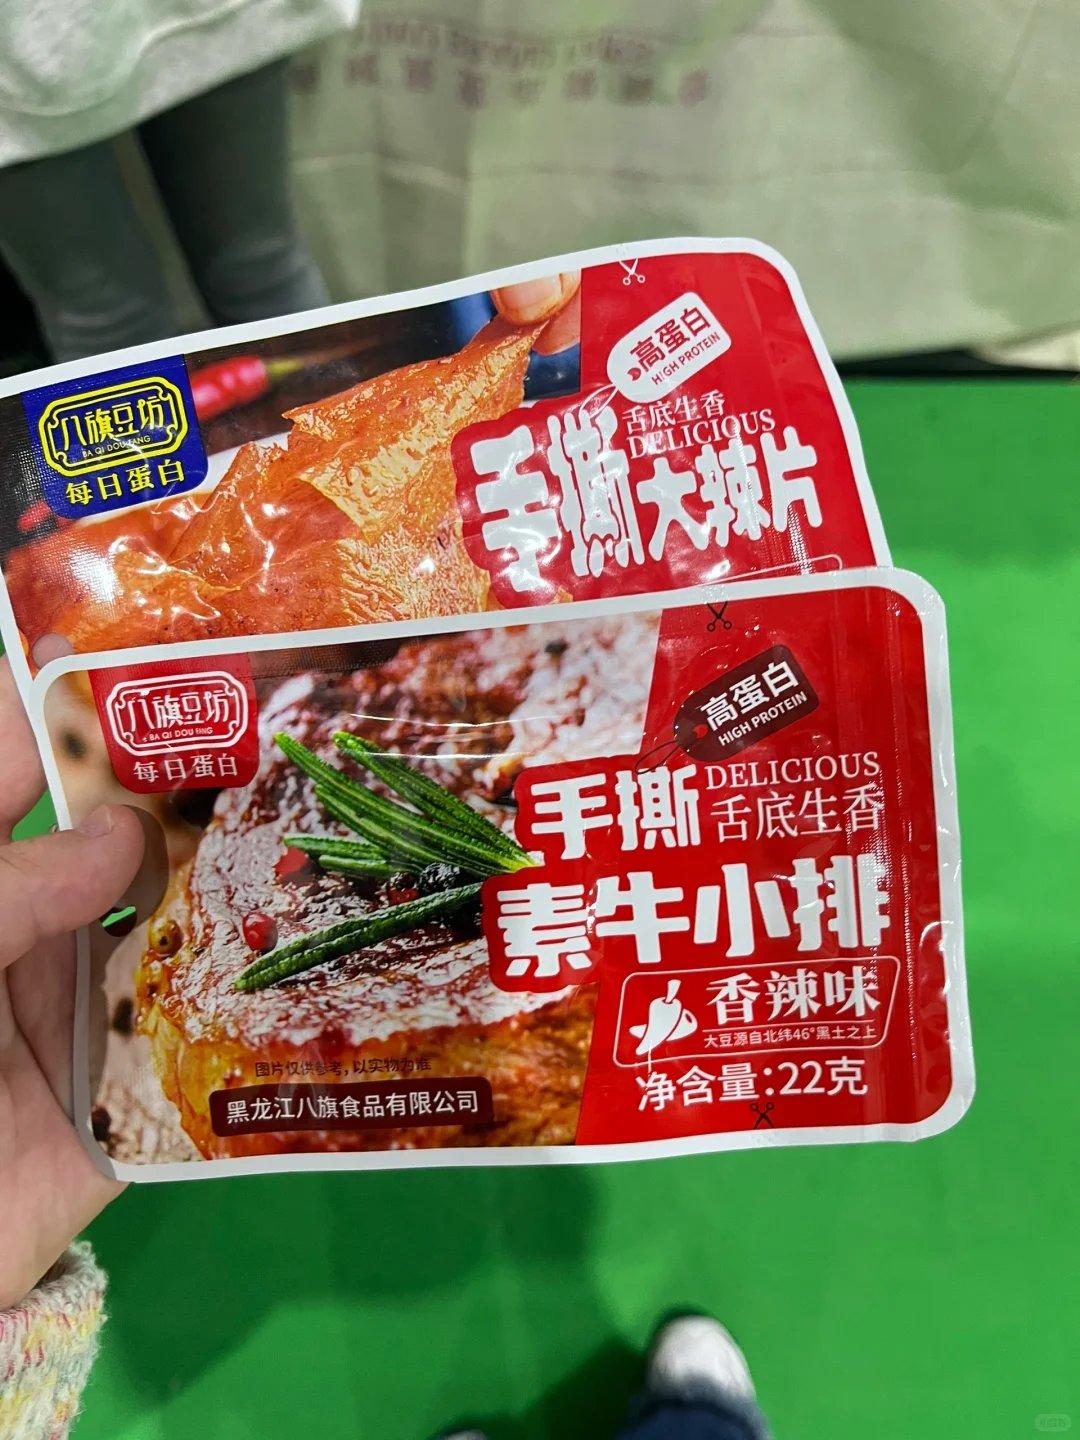 八旗豆坊
BA QI DOU FANG
每日蛋白
高蛋白
HIGH PROTEIN
舌底生香
DELICIOUS
手撕大辣片
八旗豆坊
BA QI DOU FANG
每日蛋白
高蛋白
HIGH PROTEIN
手撕
DELICIOUS
舌底生香
素牛小排
香辣味
大豆源自北纬46°黑土之上
净含量:22克
图片仅供参考,以实物为准
黑龙江八旗食品有限公司